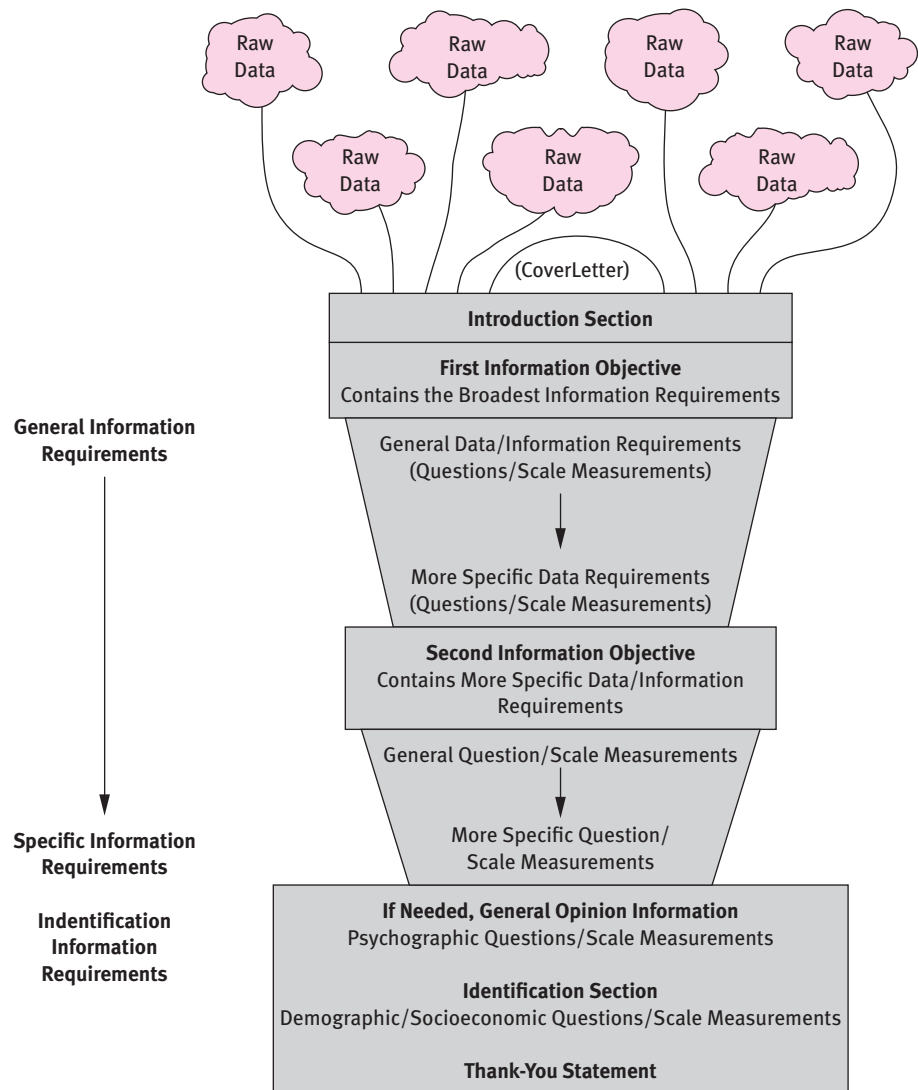 Raw
Data
Raw
Data
Raw
Data
Raw
Data
Raw
Data
Raw
Data
Raw
Data
(CoverLetter)
Introduction Section
First Information Objective
Contains the Broadest Information Requirements
General Information
Requirements
General Data/Information Requirements
(Questions/Scale Measurements)
More Specific Data Requirements
(Questions/Scale Measurements)
Second Information Objective
Contains More Specific Data/Information
Requirements
General Question/Scale Measurements
More Specific Question/
Scale Measurements
Specific Information
Requirements
Indentification
Information
Requirements
If Needed, General Opinion Information
Psychographic Questions/Scale Measurements
Identification Section
Demographic/Socioeconomic Questions/Scale Measurements
Thank-You Statement